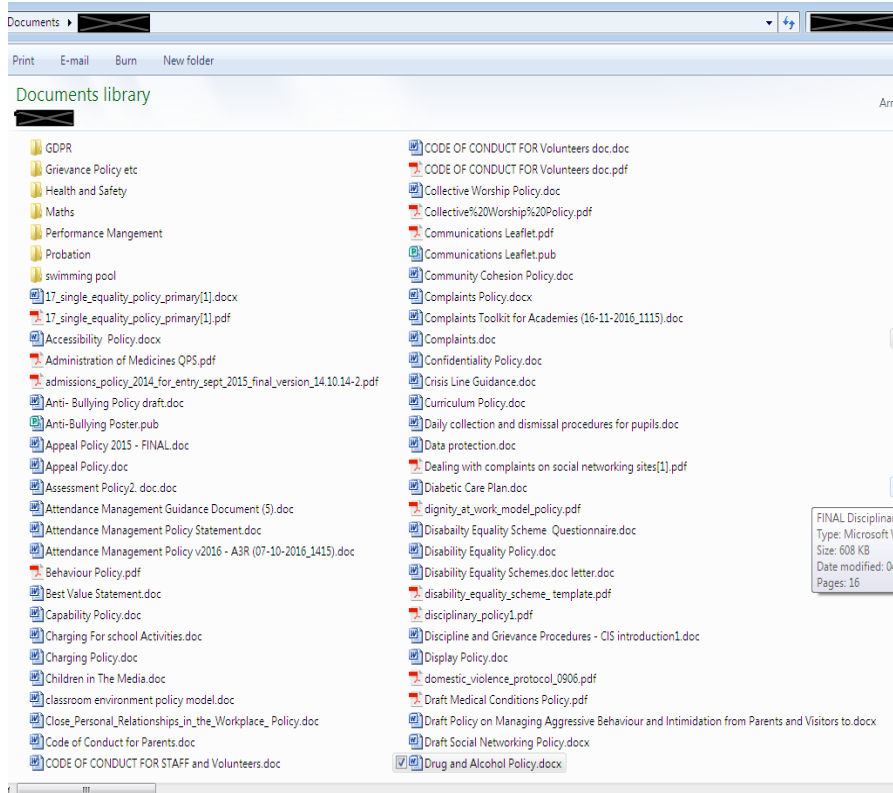 Documents
Print E-mail Burn New folder
Documents library
Arr
GDPR
Grievance Policy etc
Health and Safety
Maths
Performance Mangement
Probation
swimming pool
17_single_equality_policy_primary[1].docx
17_single_equality_policy_primary[1].pdf
Accessibility Policy.docx
Administration of Medicines QPS.pdf
admissions_policy_2014_for_entry_sept_2015_final_version_14.10.14-2.pdf
Anti- Bullying Policy draft.doc
Anti-Bullying Poster.pub
Appeal Policy 2015 - FINAL.doc
Appeal Policy.doc
Assessment Policy2. doc.doc
Attendance Management Guidance Document (5).doc
Attendance Management Policy Statement.doc
Attendance Management Policy v2016 - A3R (07-10-2016_1415).doc
Behaviour Policy.pdf
Best Value Statement.doc
Capability Policy.doc
Charging For school Activities.doc
Charging Policy.doc
Children in The Media.doc
classroom environment policy model.doc
Close_Personal_Relationships_in_the_Workplace_ Policy.doc
Code of Conduct for Parents.doc
CODE OF CONDUCT FOR STAFF and Volunteers.doc
CODE OF CONDUCT FOR Volunteers doc.doc
CODE OF CONDUCT FOR Volunteers doc.pdf
Collective Worship Policy.doc
Collective%20Worship%20Policy.pdf
Communications Leaflet.pdf
Communications Leaflet.pub
Community Cohesion Policy.doc
Complaints Policy.docx
Complaints Toolkit for Academies (16-11-2016_1115).doc
Complaints.doc
Confidentiality Policy.doc
Crisis Line Guidance.doc
Curriculum Policy.doc
Daily collection and dismissal procedures for pupils.doc
Data protection.doc
Dealing with complaints on social networking sites[1].pdf
Diabetic Care Plan.doc
dignity_at_work_model_policy.pdf
Disabailty Equality Scheme Questionnaire.doc
Disability Equality Policy.doc
Disability Equality Schemes.doc letter.doc
disability_equality_scheme_ template.pdf
disciplinary_policy1.pdf
Discipline and Grievance Procedures - CIS introduction1.doc
Display Policy.doc
domestic_violence_protocol_0906.pdf
Draft Medical Conditions Policy.pdf
Draft Policy on Managing Aggressive Behaviour and Intimidation from Parents and Visitors to.docx
Draft Social Networking Policy.docx
Drug and Alcohol Policy.docx
FINAL Disciplinar
Type: Microsoft W
Size: 608 KB
Date modified: 04
Pages: 16